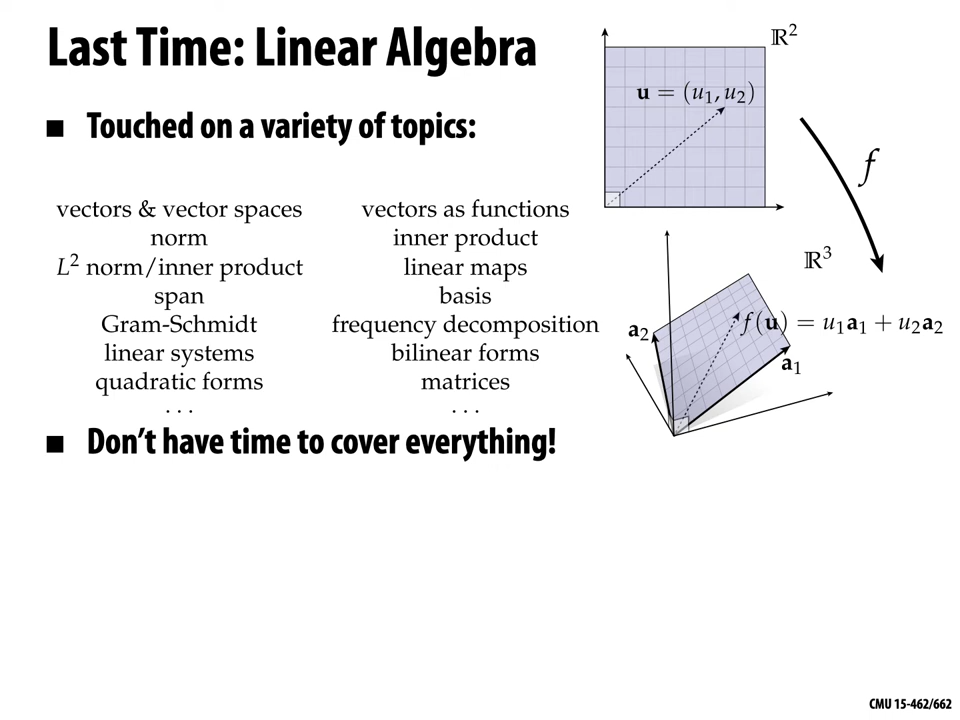 Last Time: Linear Algebra
■ Touched on a variety of topics:
vectors & vector spaces
norm
L² norm/inner product
span
Gram-Schmidt
linear systems
quadratic forms
. . .
vectors as functions
inner product
linear maps
basis
frequency decomposition
bilinear forms
matrices
. . .
■ Don’t have time to cover everything!
ℝ²
𝐮 = (u₁, u₂)
f
ℝ³
𝐚₂
f(𝐮) = u₁𝐚₁ + u₂𝐚₂
𝐚₁
CMU 15-462/662